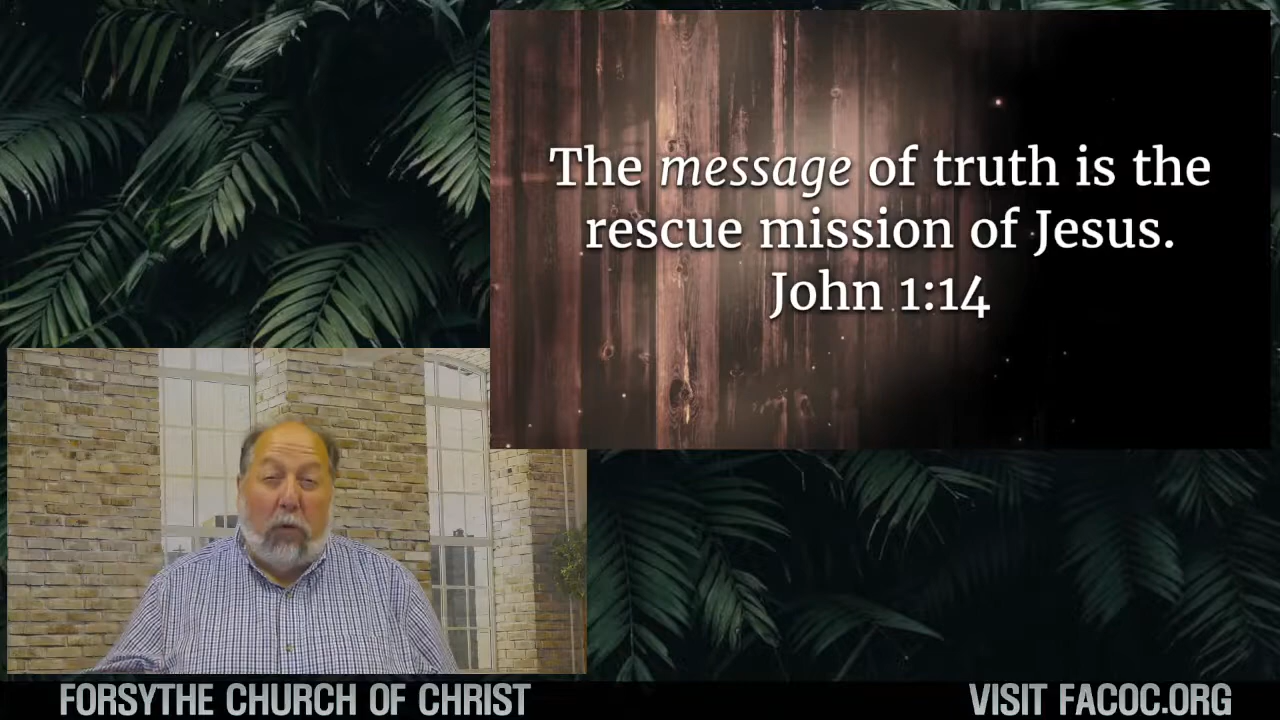 The message of truth is the
rescue mission of Jesus.
John 1:14
FORSYTHE CHURCH OF CHRIST
VISIT FACOC.ORG